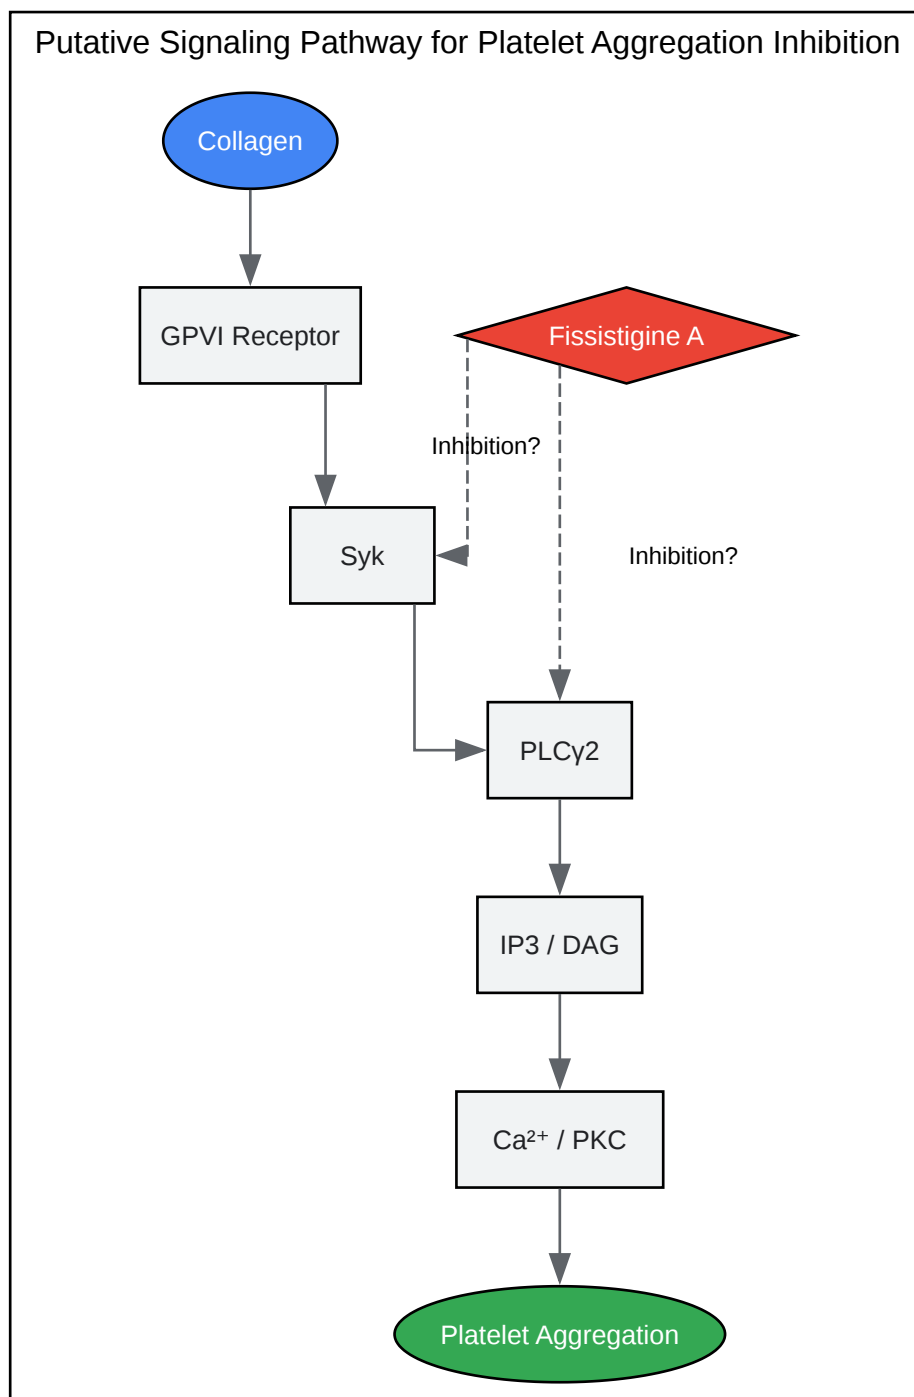 Putative Signaling Pathway for Platelet Aggregation Inhibition
Collagen
GPVI Receptor
Fissistigine A
Inhibition?
Syk
Inhibition?
PLCγ2
IP3 / DAG
Ca²⁺ / PKC
Platelet Aggregation